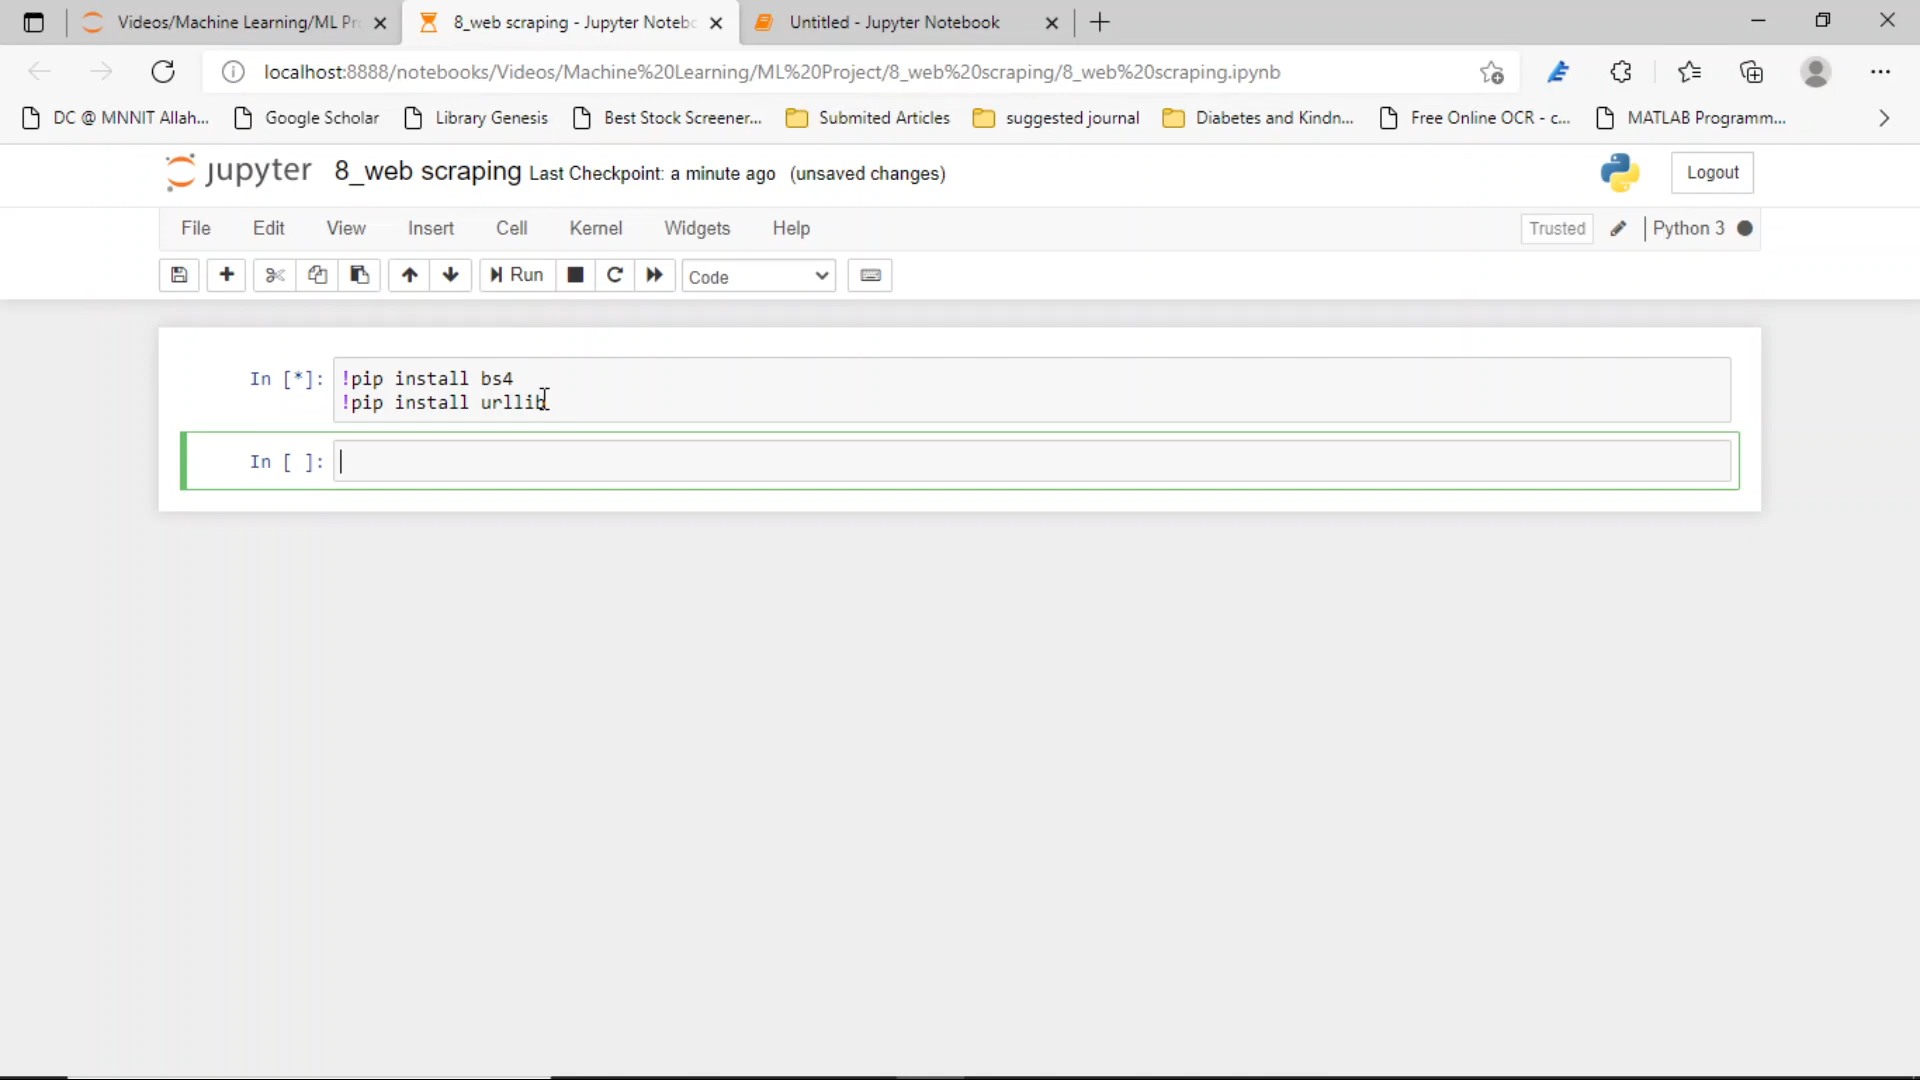 Videos/Machine Learning/ML Pr
8_web scraping - Jupyter Notebo
Untitled - Jupyter Notebook
localhost:8888/notebooks/Videos/Machine%20Learning/ML%20Project/8_web%20scraping/8_web%20scraping.ipynb
DC @ MNNIT Allah...
Google Scholar
Library Genesis
Best Stock Screener...
Submited Articles
suggested journal
Diabetes and Kindn...
Free Online OCR - c...
MATLAB Programm...
jupyter 8_web scraping Last Checkpoint: a minute ago (unsaved changes)
Logout
File Edit View Insert Cell Kernel Widgets Help
Trusted
Python 3
Run
Code
In [*]: !pip install bs4
!pip install urllib
In [ ]: